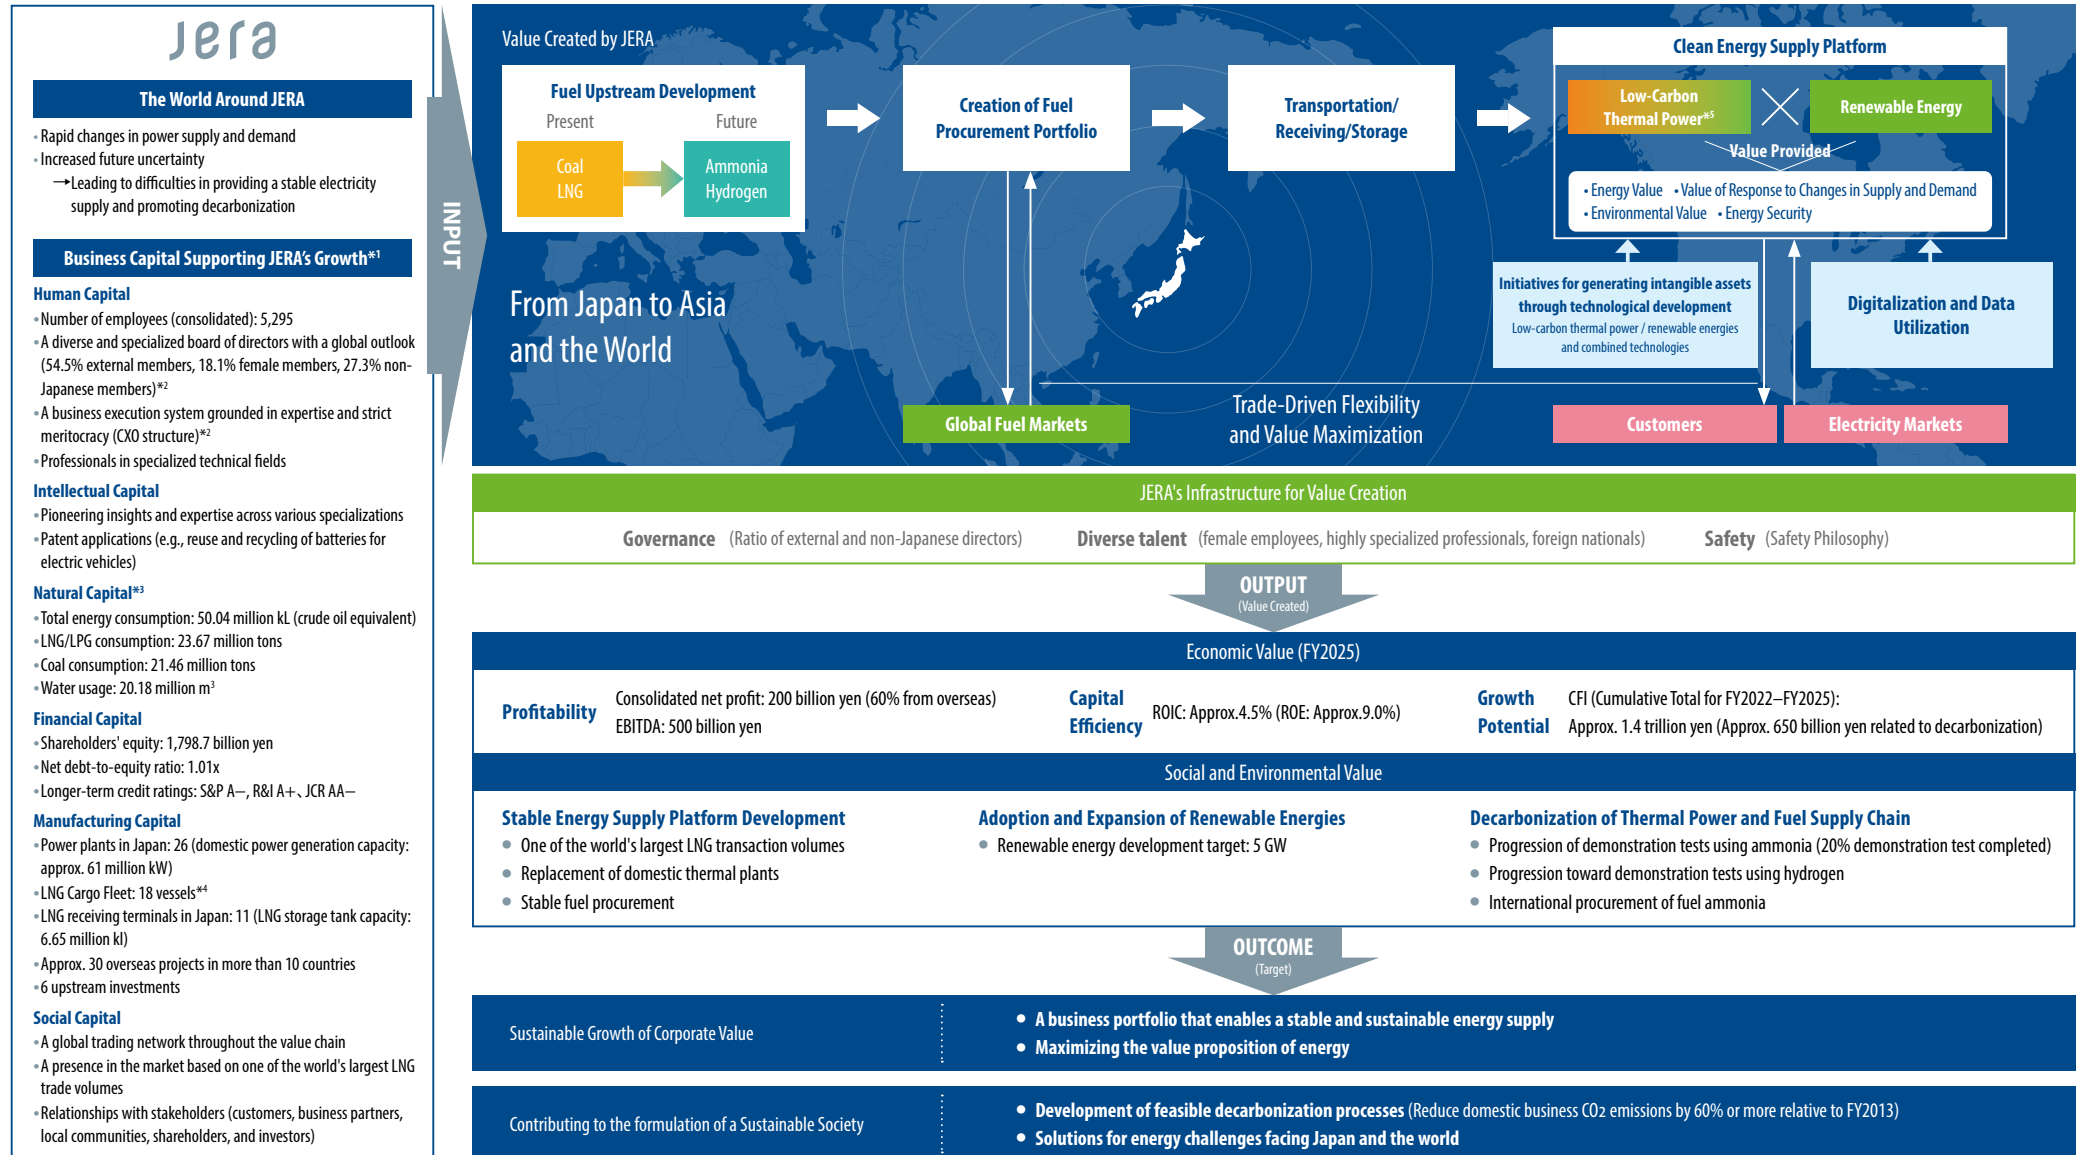 Jera
The World Around JERA
• Rapid changes in power supply and demand
• Increased future uncertainty
→Leading to difficulties in providing a stable electricity
supply and promoting decarbonization
Business Capital Supporting JERA's Growth*1
Human Capital
• Number of employees (consolidated): 5,295
• A diverse and specialized board of directors with a global outlook
(54.5% external members, 18.1% female members, 27.3% non-
Japanese members)*2
• A business execution system grounded in expertise and strict
meritocracy (CXO structure)*2
• Professionals in specialized technical fields
Intellectual Capital
• Pioneering insights and expertise across various specializations
• Patent applications (e.g., reuse and recycling of batteries for
electric vehicles)
Natural Capital*3
• Total energy consumption: 50.04 million kL (crude oil equivalent)
• LNG/LPG consumption: 23.67 million tons
• Coal consumption: 21.46 million tons
• Water usage: 20.18 million m3
Financial Capital
• Shareholders' equity: 1,798.7 billion yen
• Net debt-to-equity ratio: 1.01x
• Longer-term credit ratings: S&P A−, R&I A+、JCR AA−
Manufacturing Capital
• Power plants in Japan: 26 (domestic power generation capacity:
approx. 61 million kW)
• LNG Cargo Fleet: 18 vessels*4
• LNG receiving terminals in Japan: 11 (LNG storage tank capacity:
6.65 million kl)
• Approx. 30 overseas projects in more than 10 countries
• 6 upstream investments
Social Capital
• A global trading network throughout the value chain
• A presence in the market based on one of the world's largest LNG
trade volumes
• Relationships with stakeholders (customers, business partners,
local communities, shareholders, and investors)
INPUT
Value Created by JERA
Fuel Upstream Development
Present Future
Coal
LNG
Ammonia
Hydrogen
Creation of Fuel
Procurement Portfolio
Transportation/
Receiving/Storage
Clean Energy Supply Platform
Low-Carbon
Thermal Power*5
Renewable Energy
Value Provided
• Energy Value • Value of Response to Changes in Supply and Demand
• Environmental Value • Energy Security
From Japan to Asia
and the World
Initiatives for generating intangible assets
through technological development
Low-carbon thermal power / renewable energies
and combined technologies
Digitalization and Data
Utilization
Global Fuel Markets
Trade-Driven Flexibility
and Value Maximization
Customers
Electricity Markets
JERA's Infrastructure for Value Creation
Governance (Ratio of external and non-Japanese directors) Diverse talent (female employees, highly specialized professionals, foreign nationals) Safety (Safety Philosophy)
OUTPUT
(Value Created)
Economic Value (FY2025)
Profitability
Consolidated net profit: 200 billion yen (60% from overseas)
EBITDA: 500 billion yen
Capital
Efficiency
ROIC: Approx.4.5% (ROE: Approx.9.0%)
Growth
Potential
CFI (Cumulative Total for FY2022–FY2025):
Approx. 1.4 trillion yen (Approx. 650 billion yen related to decarbonization)
Social and Environmental Value
Stable Energy Supply Platform Development
• One of the world's largest LNG transaction volumes
• Replacement of domestic thermal plants
• Stable fuel procurement
Adoption and Expansion of Renewable Energies
• Renewable energy development target: 5 GW
Decarbonization of Thermal Power and Fuel Supply Chain
• Progression of demonstration tests using ammonia (20% demonstration test completed)
• Progression toward demonstration tests using hydrogen
• International procurement of fuel ammonia
OUTCOME
(Target)
Sustainable Growth of Corporate Value
• A business portfolio that enables a stable and sustainable energy supply
• Maximizing the value proposition of energy
Contributing to the formulation of a Sustainable Society
• Development of feasible decarbonization processes (Reduce domestic business CO2 emissions by 60% or more relative to FY2013)
• Solutions for energy challenges facing Japan and the world